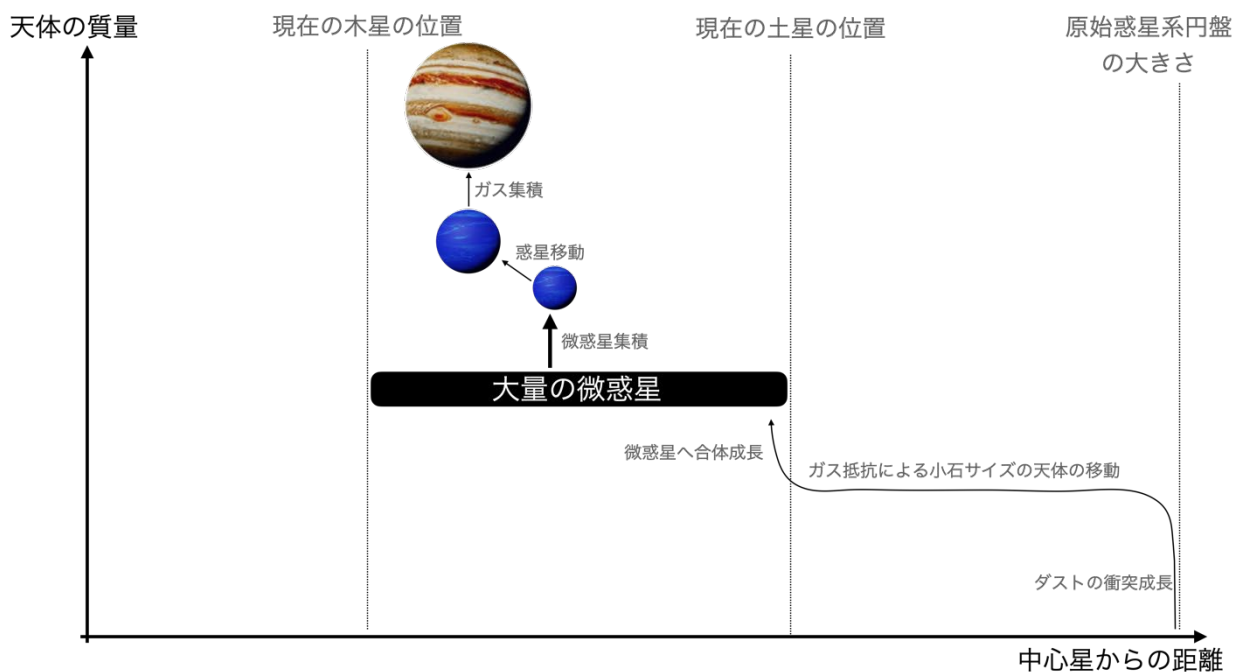 天体の質量
現在の木星の位置
現在の土星の位置
原始惑星系円盤
の大きさ
ガス集積
惑星移動
微惑星集積
大量の微惑星
微惑星へ合体成長
ガス抵抗による小石サイズの天体の移動
ダストの衝突成長
中心星からの距離